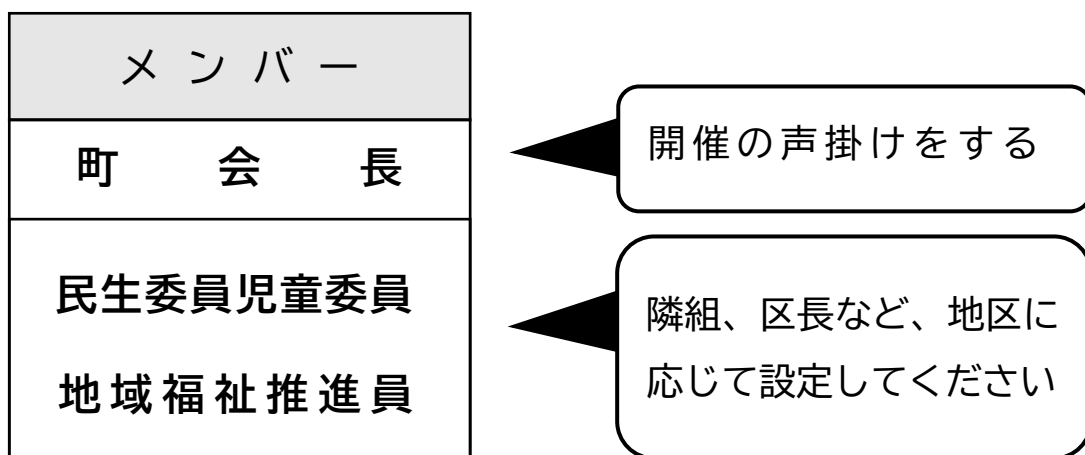 メンバー
町会長
開催の声掛けをする
民生委員児童委員
地域福祉推進員
隣組、区長など、地区に
応じて設定してください